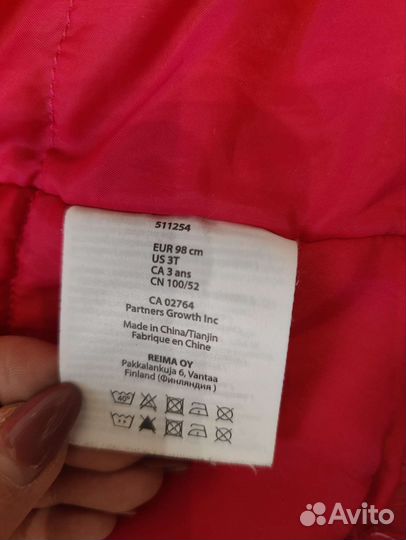 511254
EUR 98 cm
US 3T
CA 3 ans
CN 100/52
CA 02764
Partners Growth Inc
Made in China/Tianjin
Fabrique en Chine
REIMA OY
Pakkalankuja 6, Vantaa
Finland (Финляндия)
40°
Avito